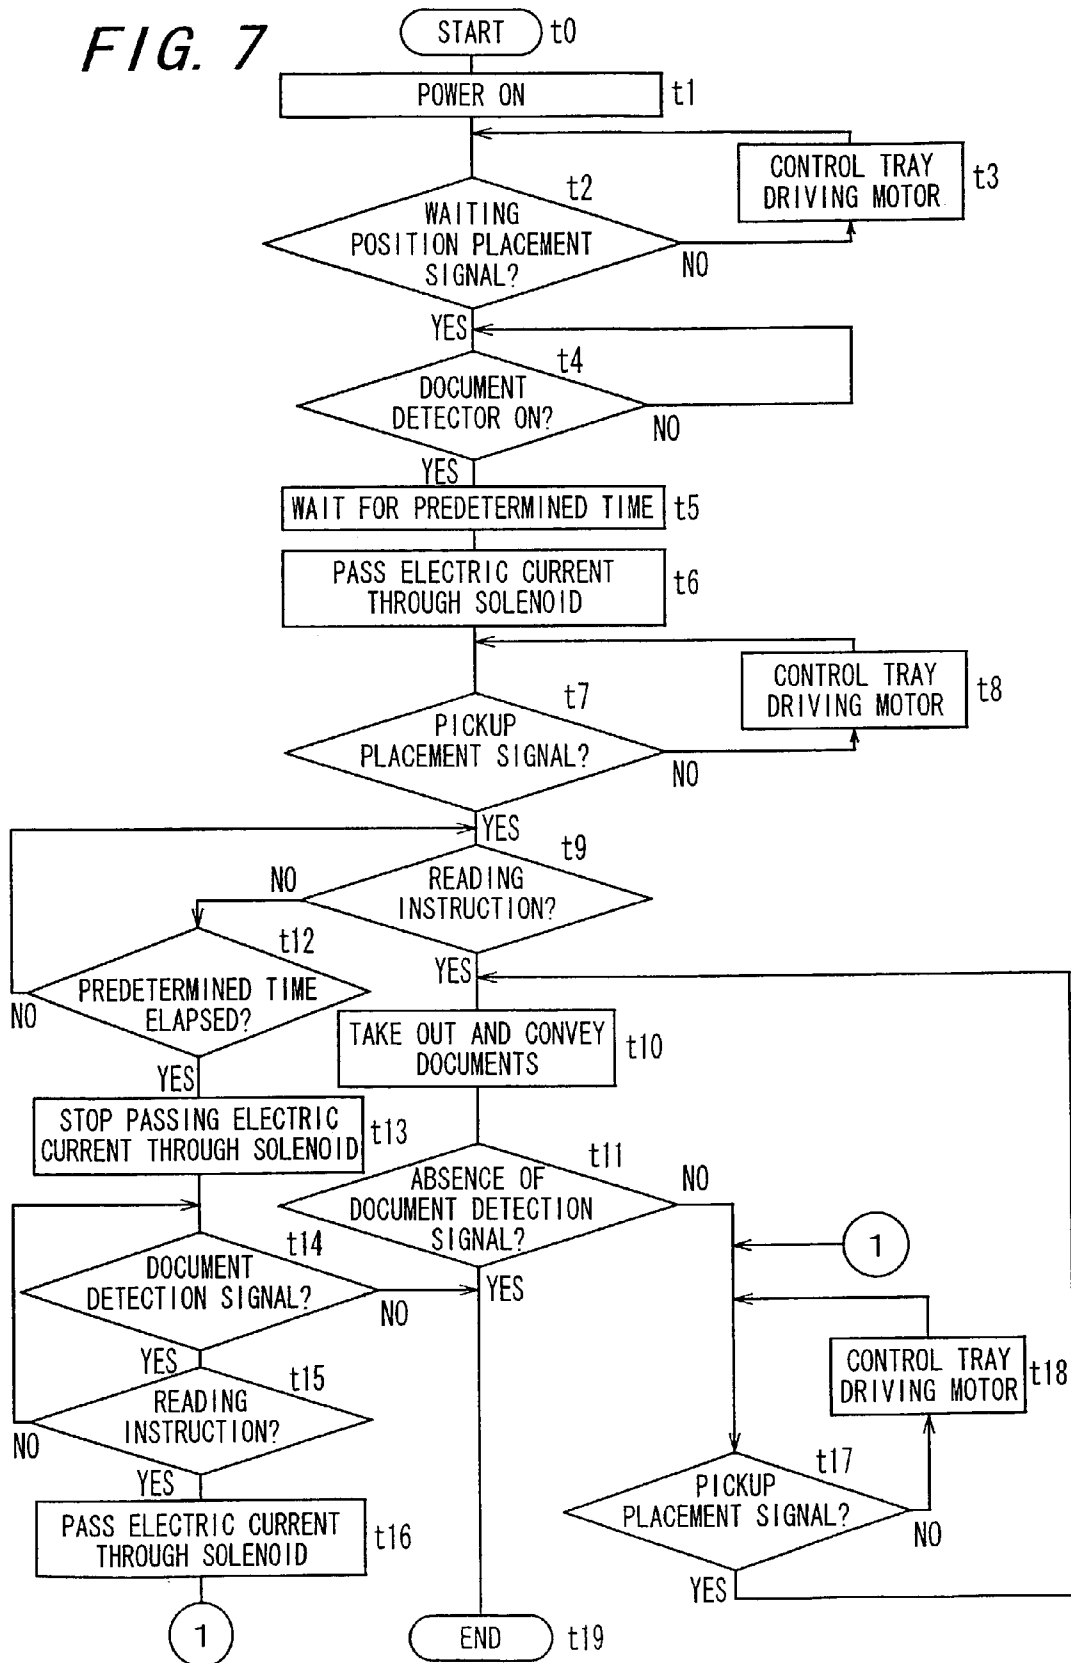 FIG. 7
START
t0
POWER ON
t1
CONTROL TRAY
DRIVING MOTOR
t3
t2
WAITING
POSITION PLACEMENT
SIGNAL?
NO
YES
t4
DOCUMENT
DETECTOR ON?
NO
YES
WAIT FOR PREDETERMINED TIME
t5
PASS ELECTRIC CURRENT
THROUGH SOLENOID
t6
CONTROL TRAY
DRIVING MOTOR
t8
t7
PICKUP
PLACEMENT SIGNAL?
NO
YES
t9
READING
INSTRUCTION?
NO
YES
t12
PREDETERMINED TIME
ELAPSED?
NO
YES
TAKE OUT AND CONVEY
DOCUMENTS
t10
STOP PASSING ELECTRIC
CURRENT THROUGH SOLENOID
t13
t11
ABSENCE OF
DOCUMENT DETECTION
SIGNAL?
NO
YES
1
t14
DOCUMENT
DETECTION SIGNAL?
NO
YES
t15
READING
INSTRUCTION?
NO
YES
CONTROL TRAY
DRIVING MOTOR
t18
t17
PICKUP
PLACEMENT SIGNAL?
NO
YES
PASS ELECTRIC CURRENT
THROUGH SOLENOID
t16
1
END
t19